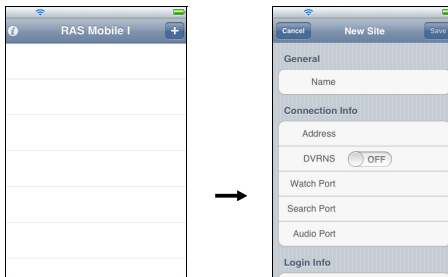 RAS Mobile I
+
Cancel New Site Save
General
Name
Connection Info
Address
DVRNS OFF
Watch Port
Search Port
Audio Port
Login Info